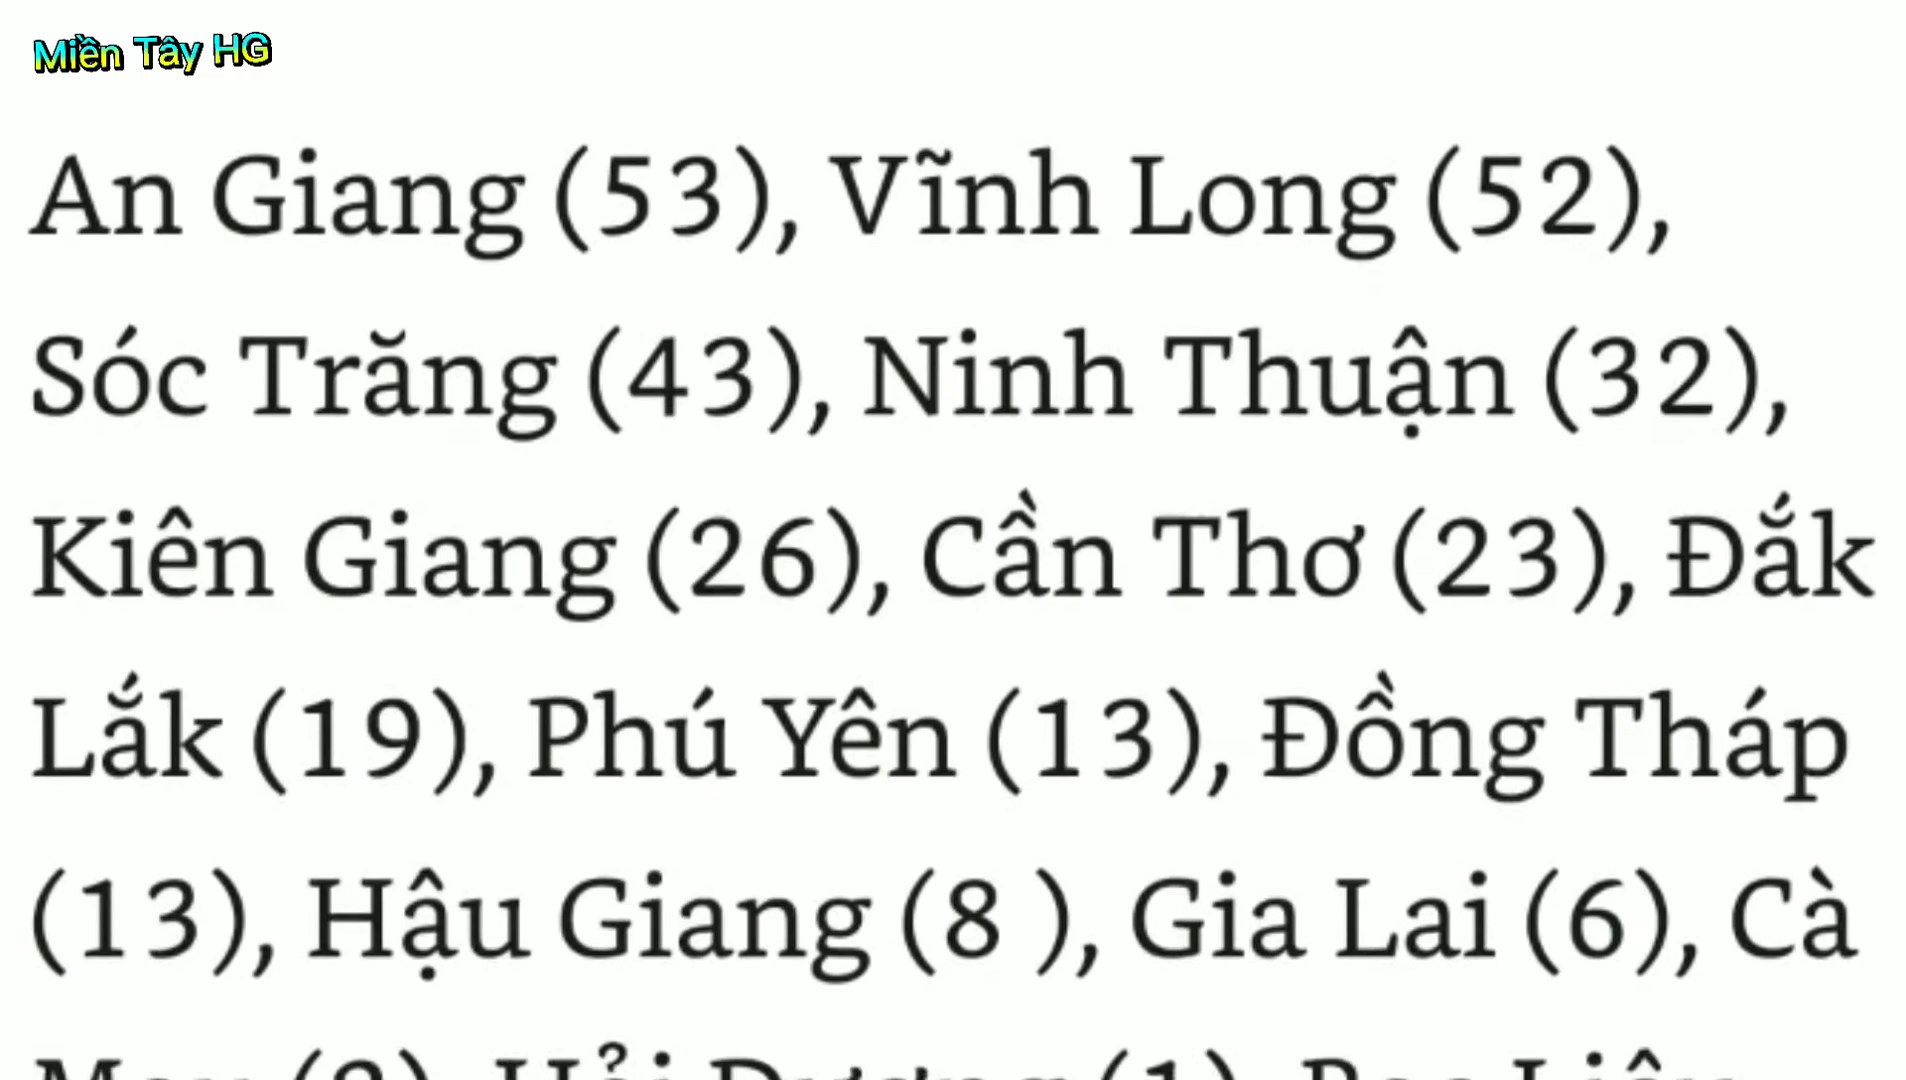 Miền Tây HG
An Giang (53), Vĩnh Long (52),
Sóc Trăng (43), Ninh Thuận (32),
Kiên Giang (26), Cần Thơ (23), Đắk
Lắk (19), Phú Yên (13), Đồng Tháp
(13), Hậu Giang (8 ), Gia Lai (6), Cà